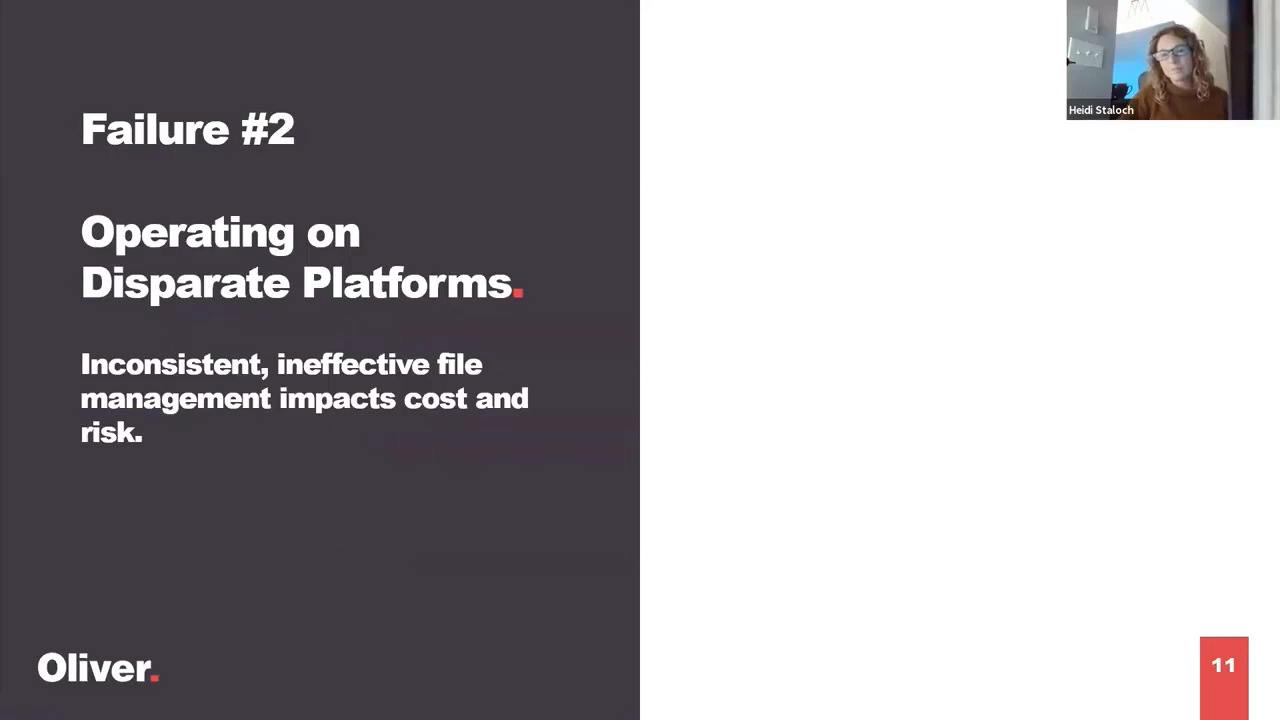 Heidi Staloch
Failure #2
Operating on
Disparate Platforms.
Inconsistent, ineffective file
management impacts cost and
risk.
Oliver.
11